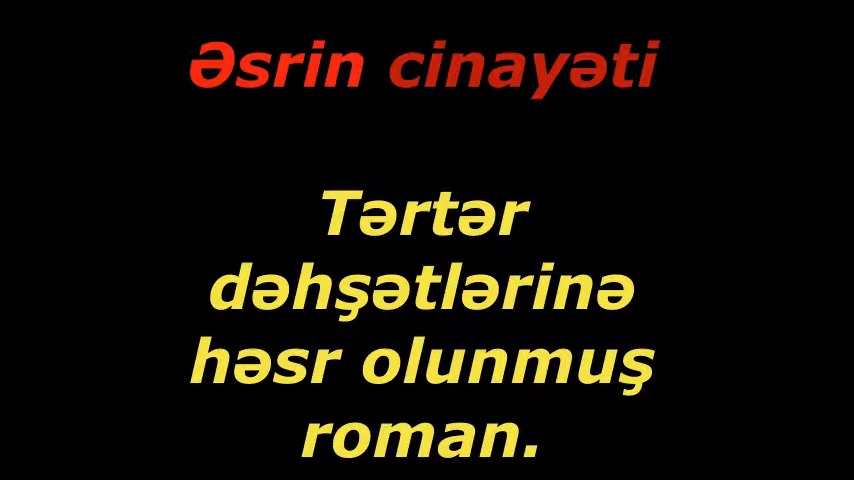 Əsrin cinayəti
Tərtər
dəhşətlərinə
həsr olunmuş
roman.